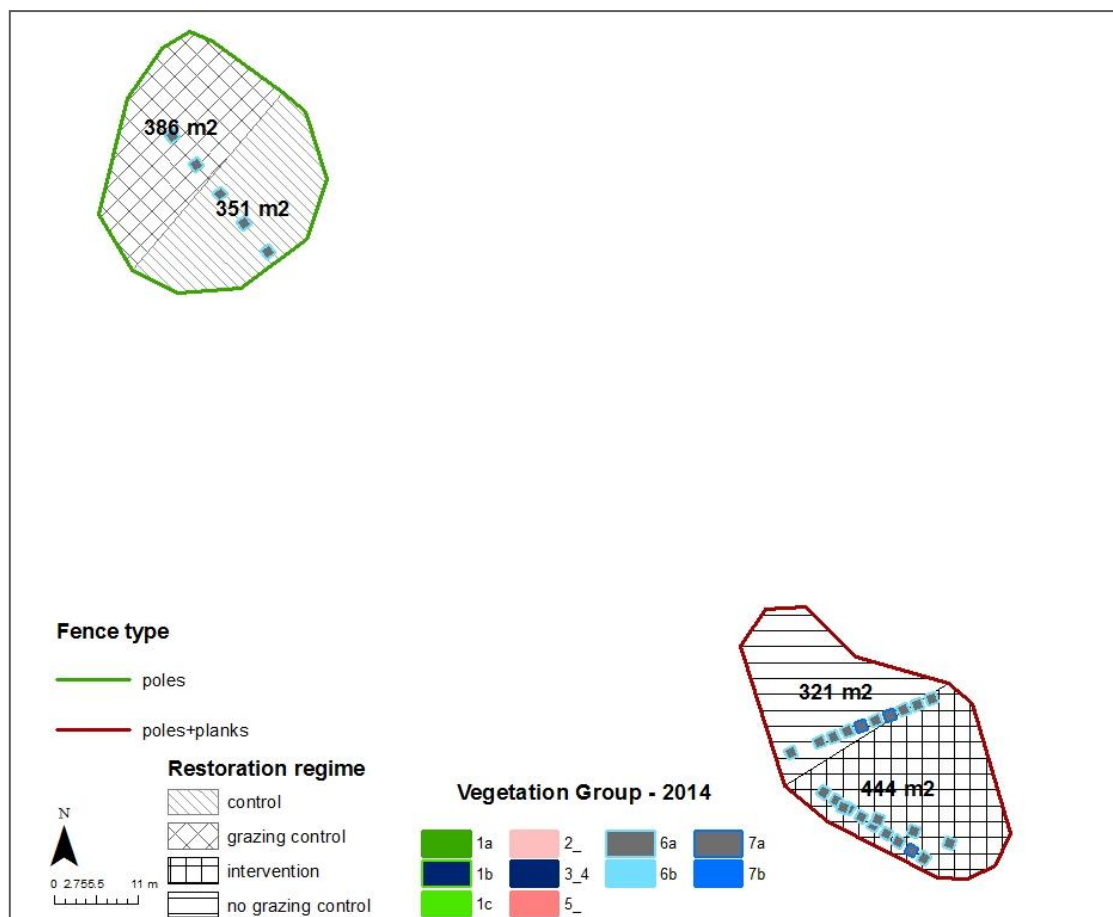 386 m2
351 m2
321 m2
444 m2
Fence type
poles
poles+planks
Restoration regime
control
grazing control
intervention
no grazing control
N
0 2.755.5 11 m
Vegetation Group - 2014
1a 2_ 6a 7a
1b 3_4 6b 7b
1c 5_